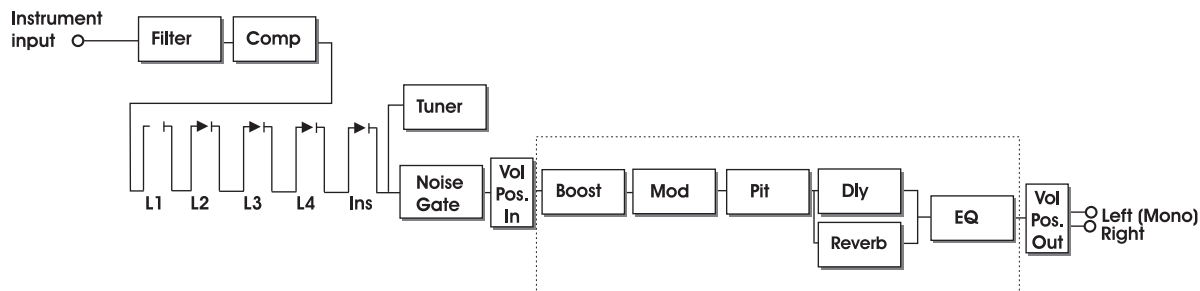 Instrument
input
Filter
Comp
Tuner
L1
L2
L3
L4
Ins
Noise
Gate
Vol
Pos.
In
Boost
Mod
Pit
Dly
Reverb
EQ
Vol
Pos.
Out
Left (Mono)
Right